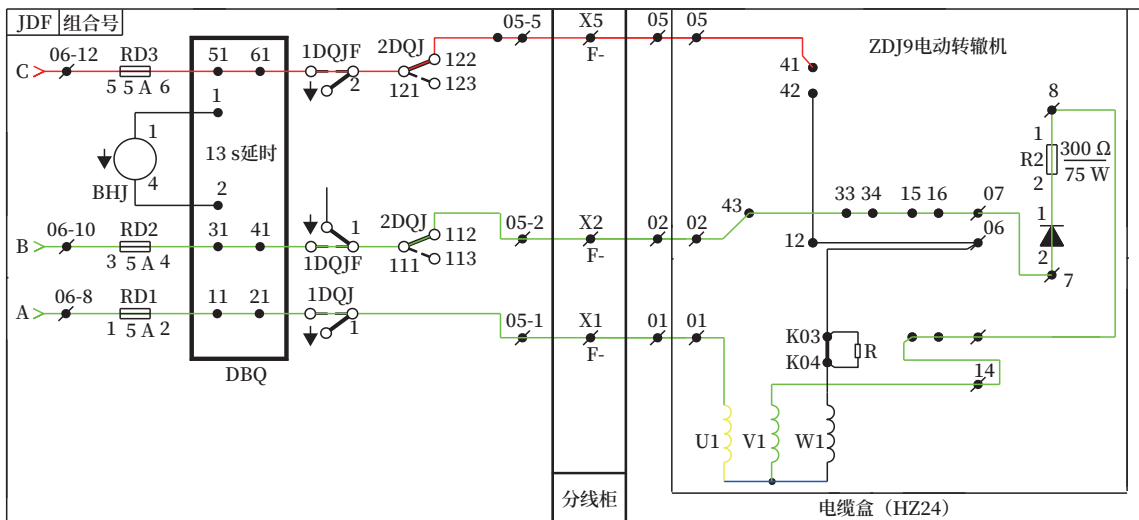 JDF 组合号
05-5 X5 05 05
06-12 RD3 51 61 1DQJF 2DQJ 122 F- ZDJ9电动转辙机
C 5 5 A 6 2 121 123 41
42 8
1 1 1
13 s延时 R2 300 Ω
75 W
BHJ 4 2 2
1 2DQJ 05-2 X2 02 02 43 33 34 15 16 07
06-10 RD2 31 41 112 1
B 3 5 A 4 1DQJF 111 113 F- 12 06 2
06-8 RD1 11 21 1DQJ 7
A 1 5 A 2 1 05-1 X1 01 01
F- K03
K04 R
DBQ 14
U1 V1 W1
分线柜
电缆盒（HZ24）